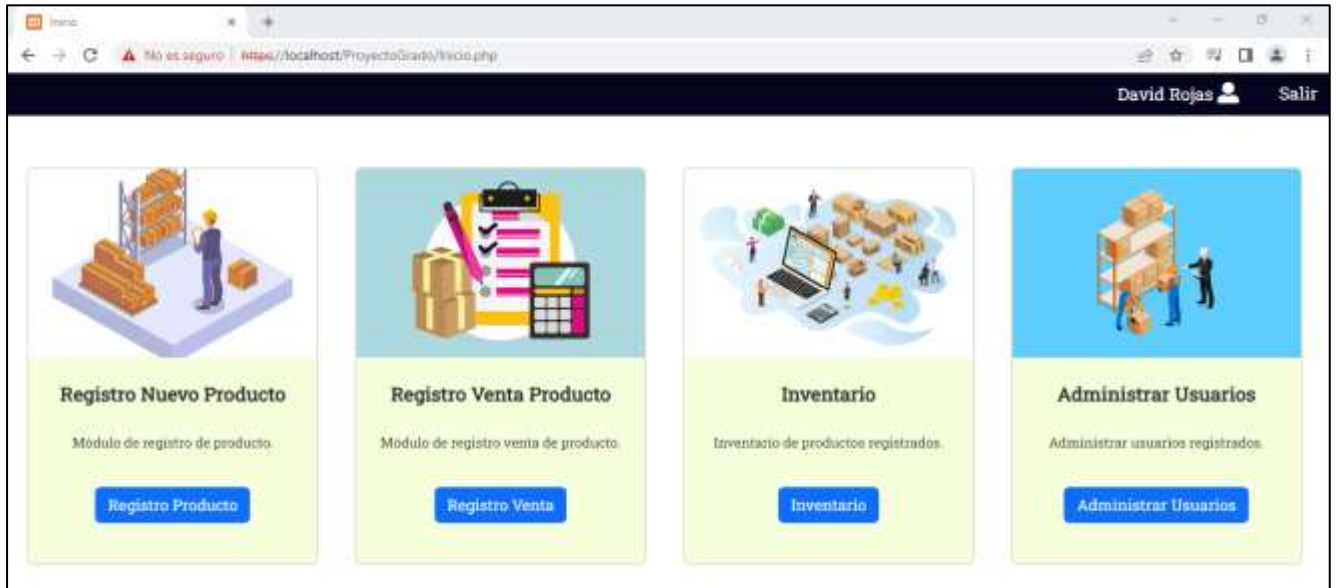 Inicio
No es seguro | https://localhost/ProyectoGrado/Inicio.php
David Rojas Salir
Registro Nuevo Producto
Módulo de registro de producto.
Registro Producto
Registro Venta Producto
Módulo de registro venta de producto.
Registro Venta
Inventario
Inventario de productos registrados.
Inventario
Administrar Usuarios
Administrar usuarios registrados.
Administrar Usuarios